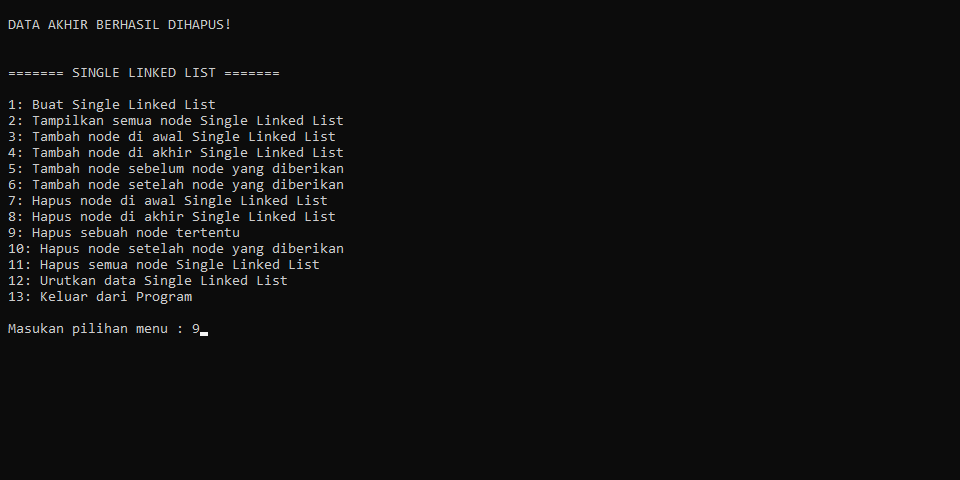 DATA AKHIR BERHASIL DIHAPUS!
======= SINGLE LINKED LIST =======
1: Buat Single Linked List
2: Tampilkan semua node Single Linked List
3: Tambah node di awal Single Linked List
4: Tambah node di akhir Single Linked List
5: Tambah node sebelum node yang diberikan
6: Tambah node setelah node yang diberikan
7: Hapus node di awal Single Linked List
8: Hapus node di akhir Single Linked List
9: Hapus sebuah node tertentu
10: Hapus node setelah node yang diberikan
11: Hapus semua node Single Linked List
12: Urutkan data Single Linked List
13: Keluar dari Program
Masukan pilihan menu : 9